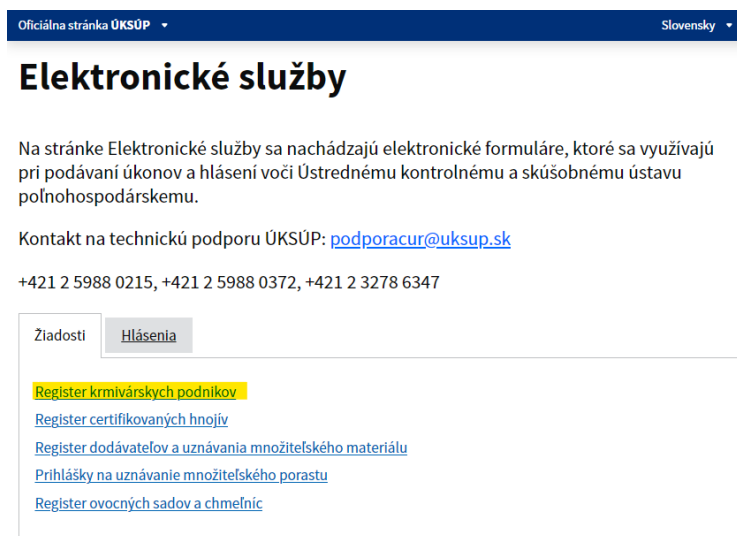 Oficiálna stránka ÚKSÚP
Slovensky
Elektronické služby
Na stránke Elektronické služby sa nachádzajú elektronické formuláre, ktoré sa využívajú
pri podávaní úkonov a hlásení voči Ústrednému kontrolnému a skúšobnému ústavu
poľnohospodárskemu.
Kontakt na technickú podporu ÚKSÚP: podporacur@uksup.sk
+421 2 5988 0215, +421 2 5988 0372, +421 2 3278 6347
Žiadosti
Hlásenia
Register krmivárskych podnikov
Register certifikovaných hnojív
Register dodávateľov a uznávania množiteľského materiálu
Prihlášky na uznávanie množiteľského porastu
Register ovocných sadov a chmeľníc